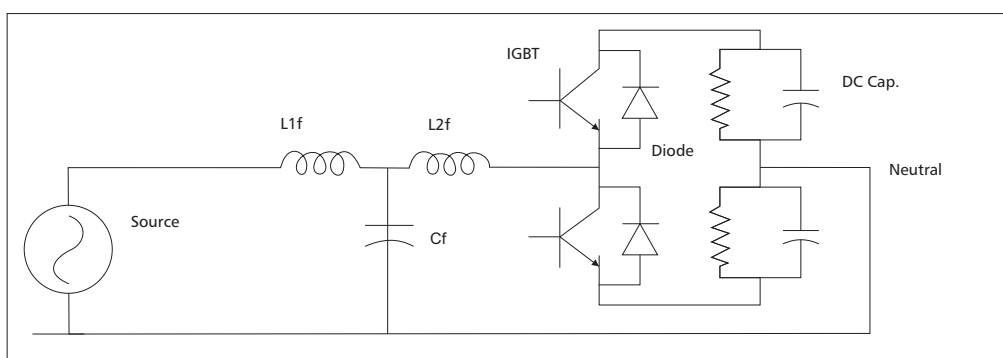 IGBT
DC Cap.
L1f
L2f
Diode
Neutral
Source
Cf